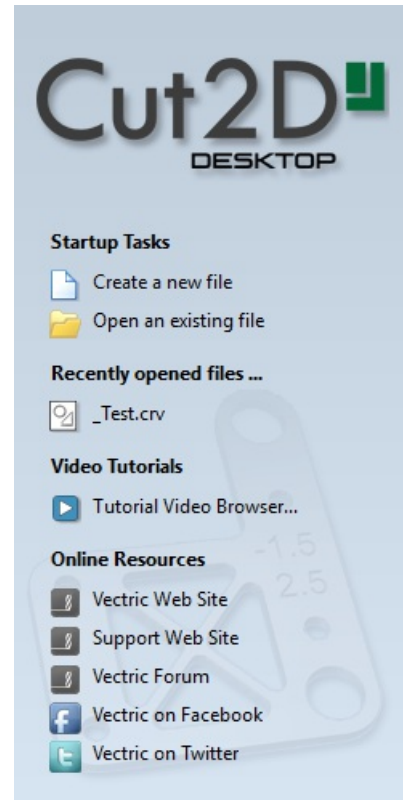 Cut2D
DESKTOP
Startup Tasks
Create a new file
Open an existing file
Recently opened files ...
_Test.crv
Video Tutorials
Tutorial Video Browser...
Online Resources
-1.5
2.5
Vectric Web Site
Support Web Site
Vectric Forum
Vectric on Facebook
Vectric on Twitter